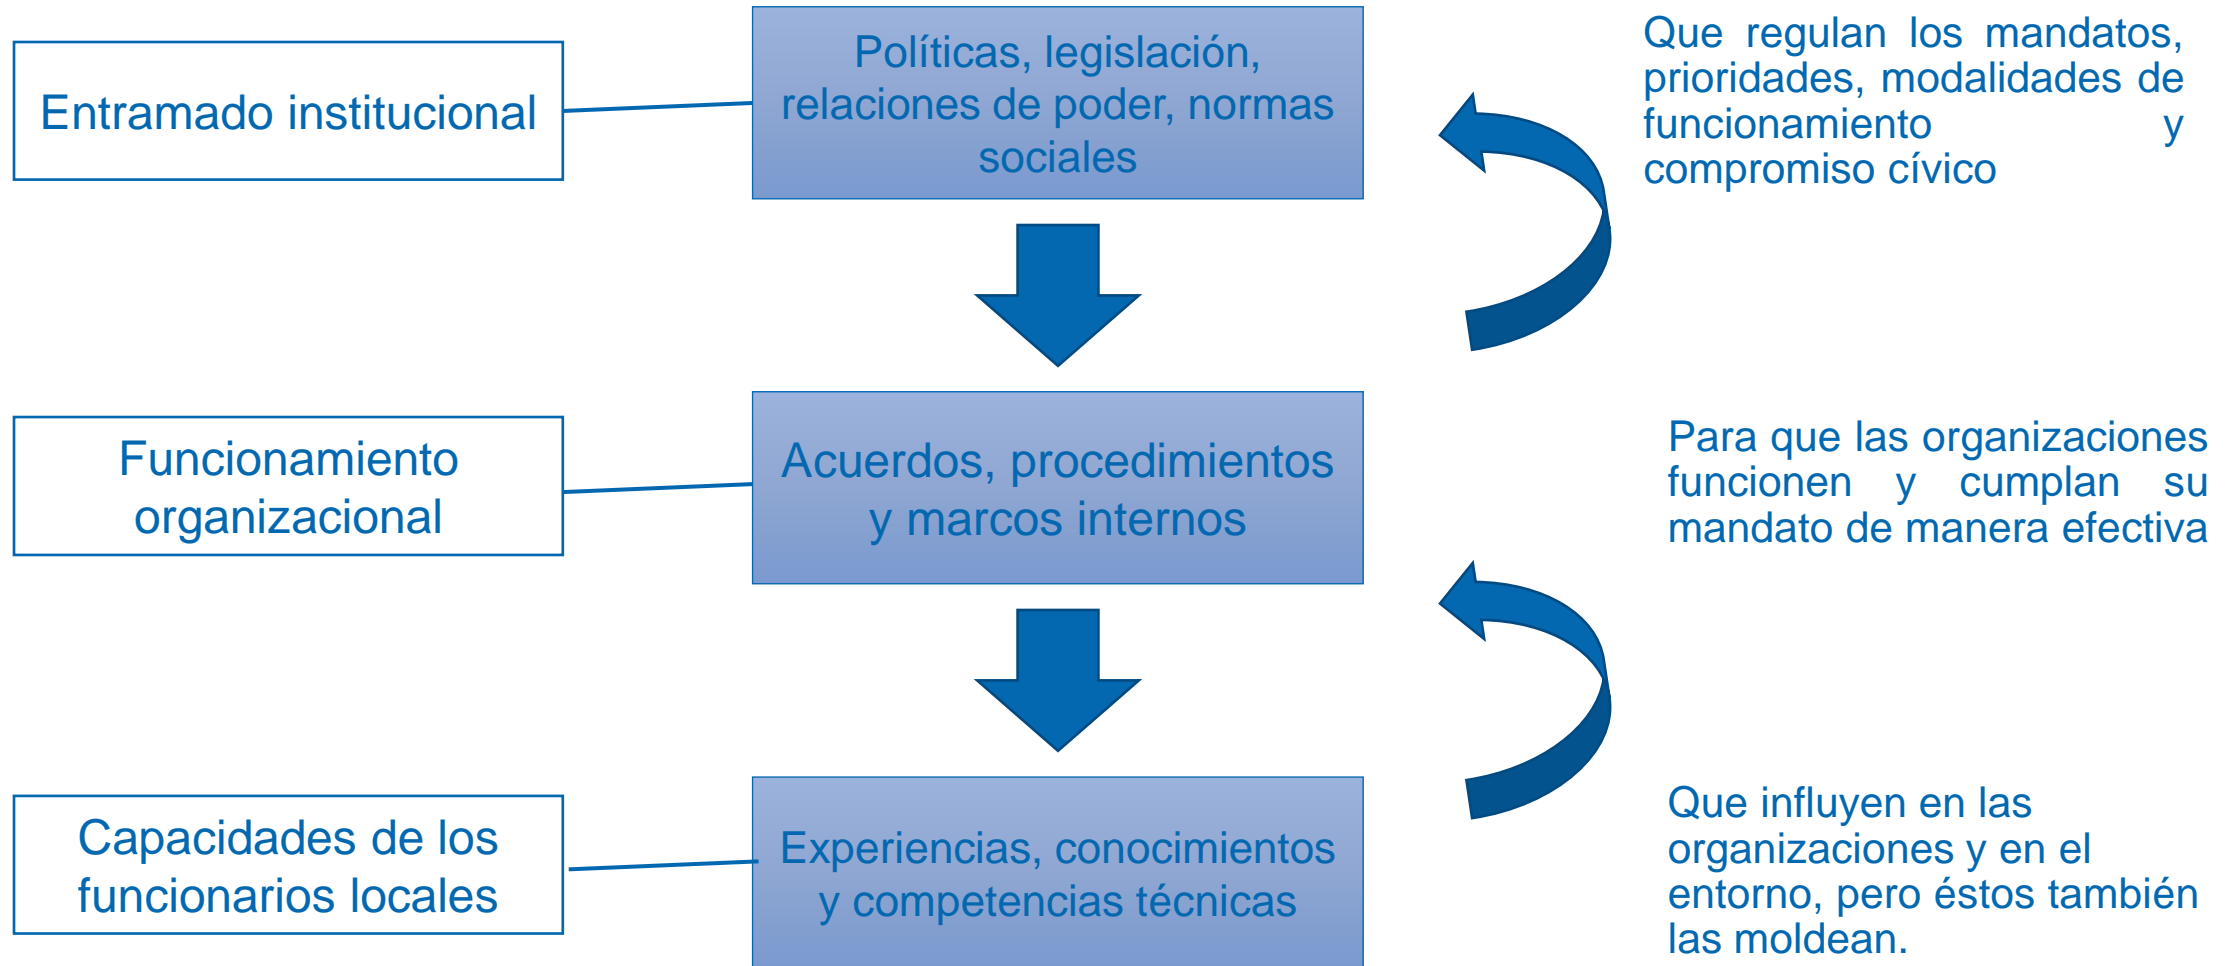 Entramado institucional
Políticas, legislación,
relaciones de poder, normas
sociales
Que regulan los mandatos,
prioridades, modalidades de
funcionamiento y
compromiso cívico
Funcionamiento
organizacional
Acuerdos, procedimientos
y marcos internos
Para que las organizaciones
funcionen y cumplan su
mandato de manera efectiva
Capacidades de los
funcionarios locales
Experiencias, conocimientos
y competencias técnicas
Que influyen en las
organizaciones y en el
entorno, pero éstos también
las moldean.